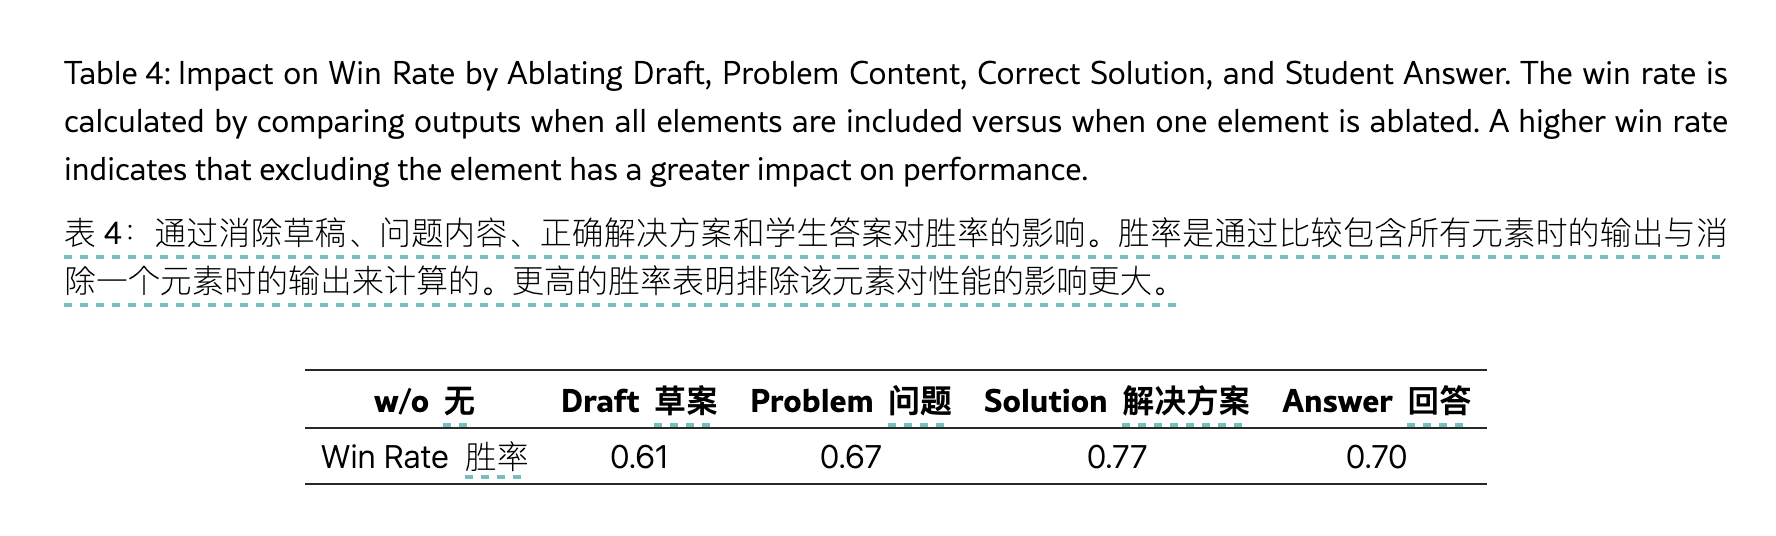 Table 4: Impact on Win Rate by Ablating Draft, Problem Content, Correct Solution, and Student Answer. The win rate is
calculated by comparing outputs when all elements are included versus when one element is ablated. A higher win rate
indicates that excluding the element has a greater impact on performance.
表 4：通过消除草稿、问题内容、正确解决方案和学生答案对胜率的影响。胜率是通过比较包含所有元素时的输出与消
除一个元素时的输出来计算的。更高的胜率表明排除该元素对性能的影响更大。
w/o 无 Draft 草案 Problem 问题 Solution 解决方案 Answer 回答
Win Rate 胜率 0.61 0.67 0.77 0.70